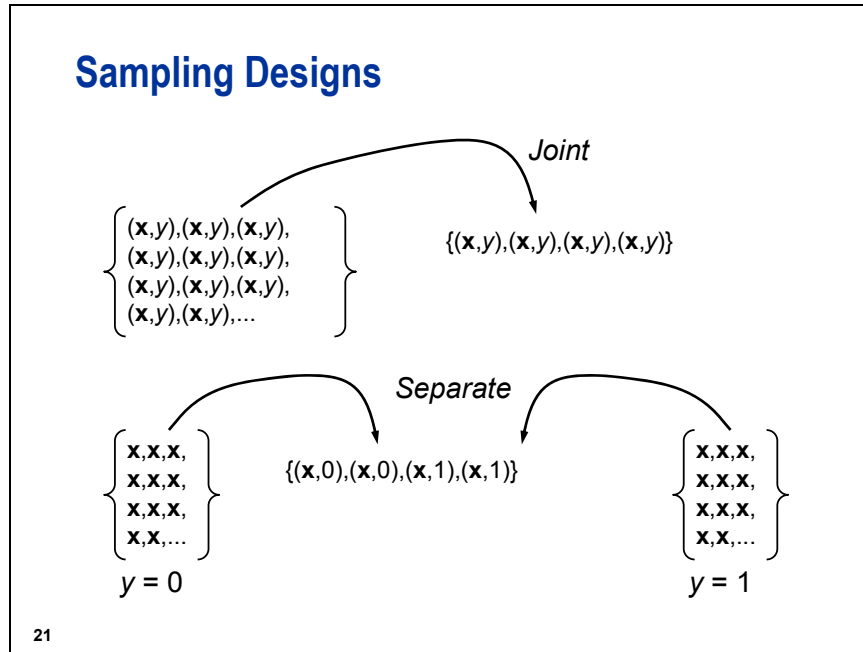 Sampling Designs
Joint
(x,y),(x,y),(x,y),
(x,y),(x,y),(x,y),
(x,y),(x,y),(x,y),
(x,y),(x,y),...
{(x,y),(x,y),(x,y),(x,y)}
Separate
x,x,x,
x,x,x,
x,x,x,
x,x,...
y = 0
{(x,0),(x,0),(x,1),(x,1)}
x,x,x,
x,x,x,
x,x,x,
x,x,...
y = 1
21